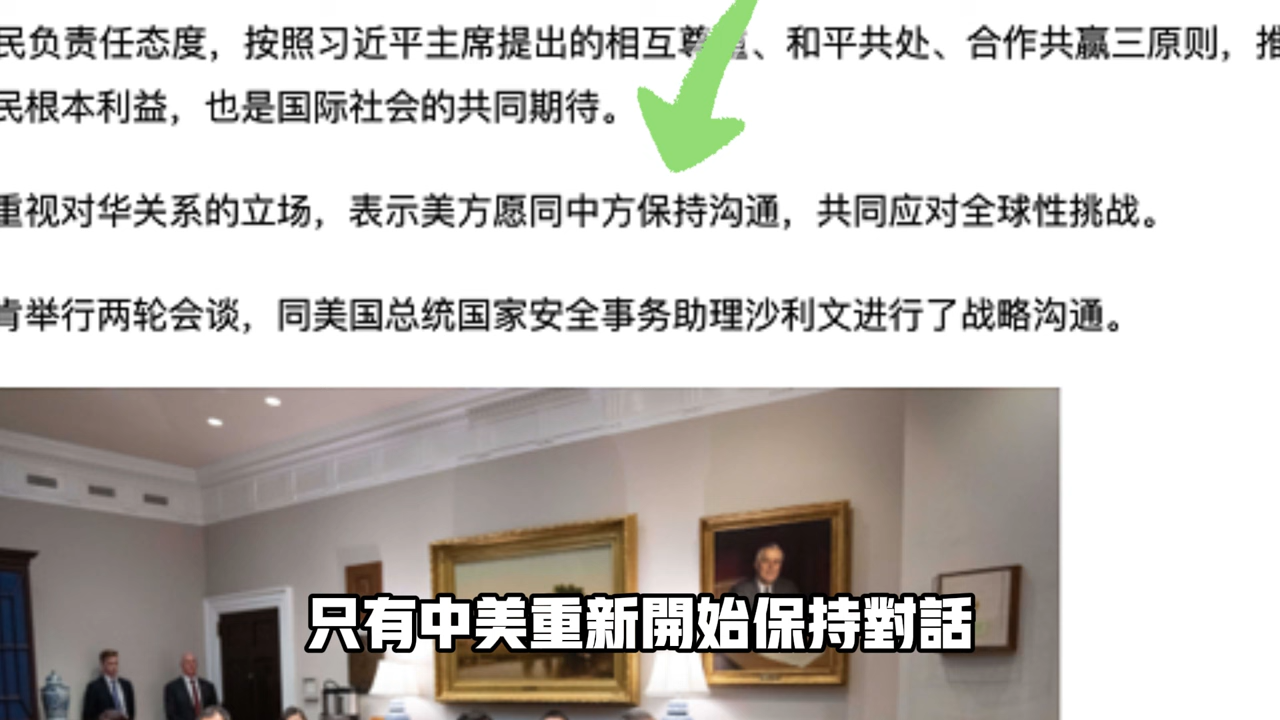 民负责任态度，按照习近平主席提出的相互尊重、和平共处、合作共赢三原则，推
民根本利益，也是国际社会的共同期待。
重视对华关系的立场，表示美方愿同中方保持沟通，共同应对全球性挑战。
肯举行两轮会谈，同美国总统国家安全事务助理沙利文进行了战略沟通。
只有中美重新開始保持對話